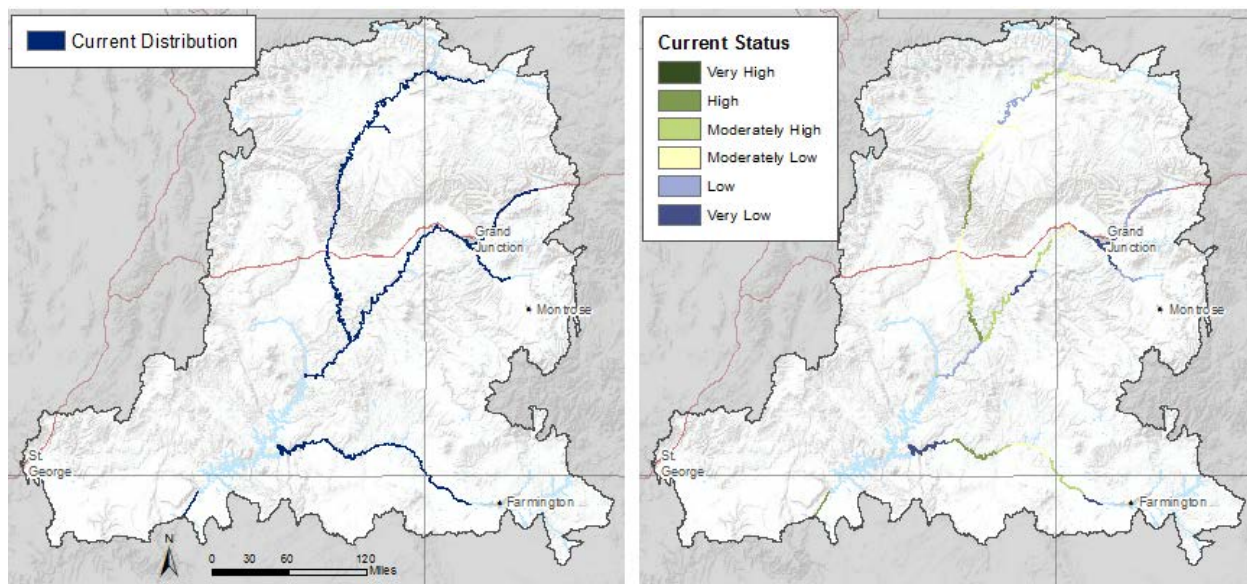 Current Distribution
Grand
Junction
Montrose
St.
George
Farmington
N
0 30 60 120
Miles
Current Status
Very High
High
Moderately High
Moderately Low
Low
Very Low
Grand
Junction
Montrose
St.
George
Farmington